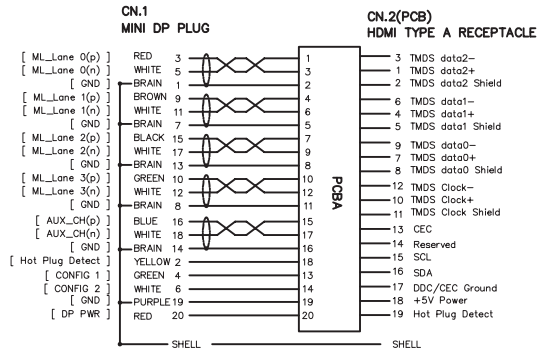 CN.1
MINI DP PLUG
CN.2(PCB)
HDMI TYPE A RECEPTACLE
[ ML_Lane 0(p) ] RED 3 1 3 TMDS data2-
[ ML_Lane 0(n) ] WHITE 5 3 1 TMDS data2+
[ GND ] BRAIN 1 2 2 TMDS data2 Shield
[ ML_Lane 1(p) ] BROWN 9 4 6 TMDS data1-
[ ML_Lane 1(n) ] WHITE 11 6 4 TMDS data1+
[ GND ] BRAIN 7 5 5 TMDS data1 Shield
[ ML_Lane 2(p) ] BLACK 15 7 9 TMDS data0-
[ ML_Lane 2(n) ] WHITE 17 9 7 TMDS data0+
[ GND ] BRAIN 13 8 8 TMDS data0 Shield
[ ML_Lane 3(p) ] GREEN 10 10 12 TMDS Clock-
[ ML_Lane 3(n) ] WHITE 12 12 10 TMDS Clock+
[ GND ] BRAIN 8 11 11 TMDS Clock Shield
[ AUX_CH(p) ] BLUE 16 15 13 CEC
[ AUX_CH(n) ] WHITE 18 17 14 Reserved
[ GND ] BRAIN 14 16 15 SCL
[ Hot Plug Detect ] YELLOW 2 18 16 SDA
[ CONFIG 1 ] GREEN 4 13 17 DDC/CEC Ground
[ CONFIG 2 ] WHITE 6 14 18 +5V Power
[ GND ] PURPLE 19 19 19 Hot Plug Detect
[ DP PWR ] RED 20 20
PCBA
SHELL SHELL